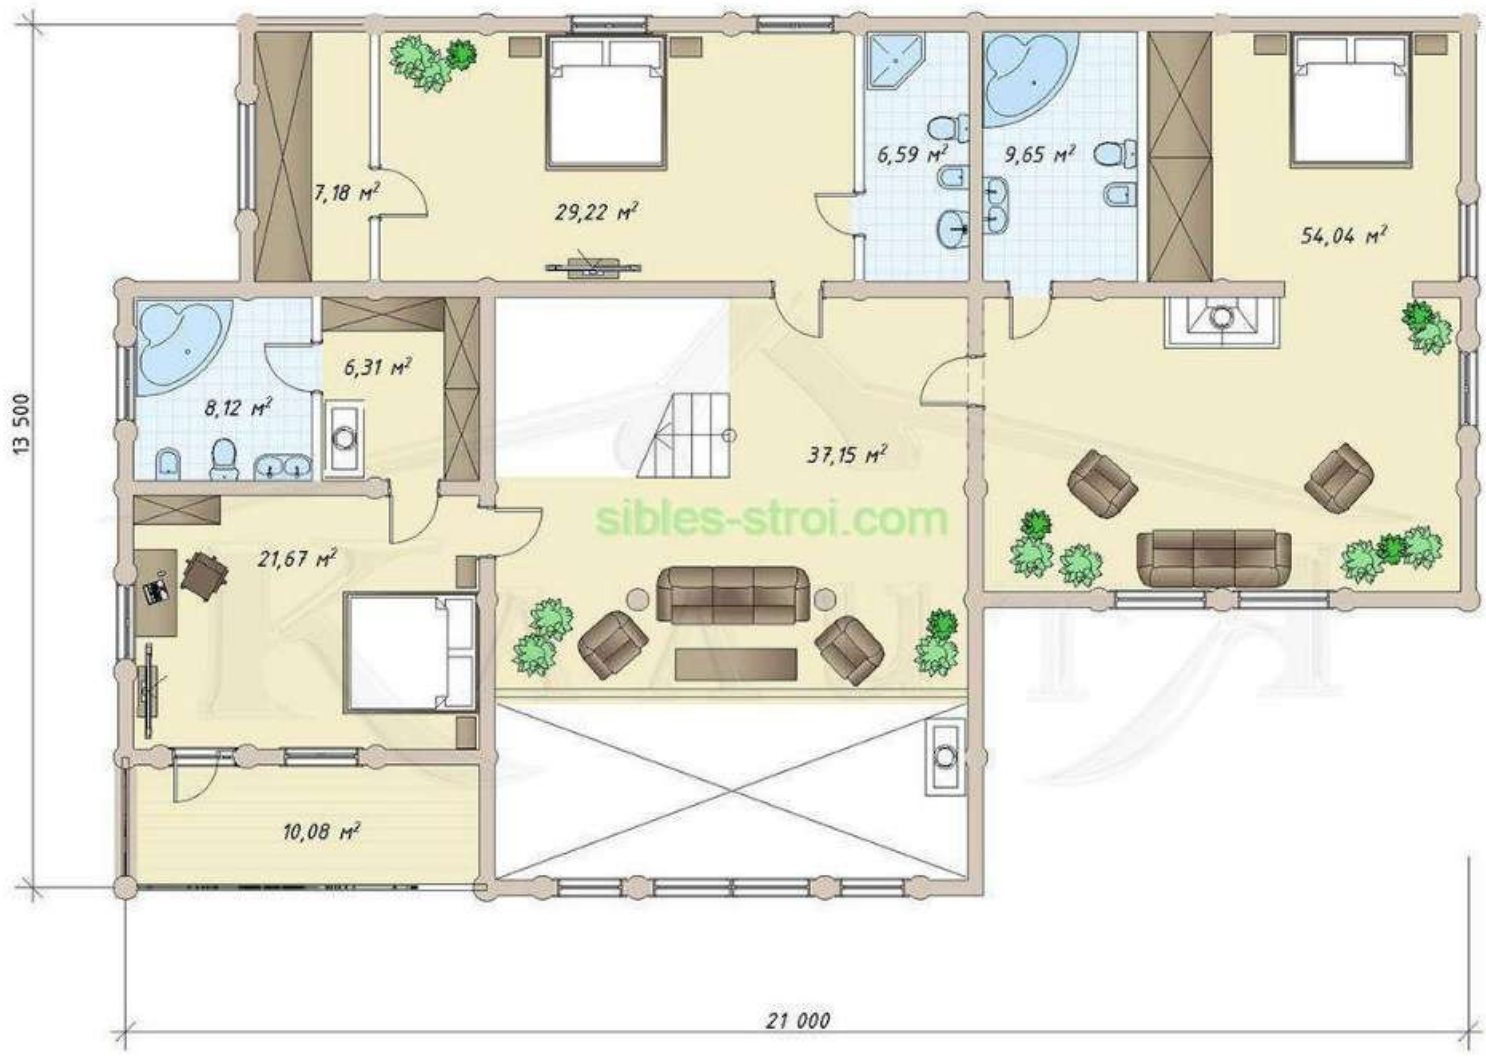 6,59 м²
9,65 м²
7,18 м²
29,22 м²
54,04 м²
6,31 м²
8,12 м²
13 500
37,15 м²
sibles-stroi.com
21,67 м²
10,08 м²
21 000